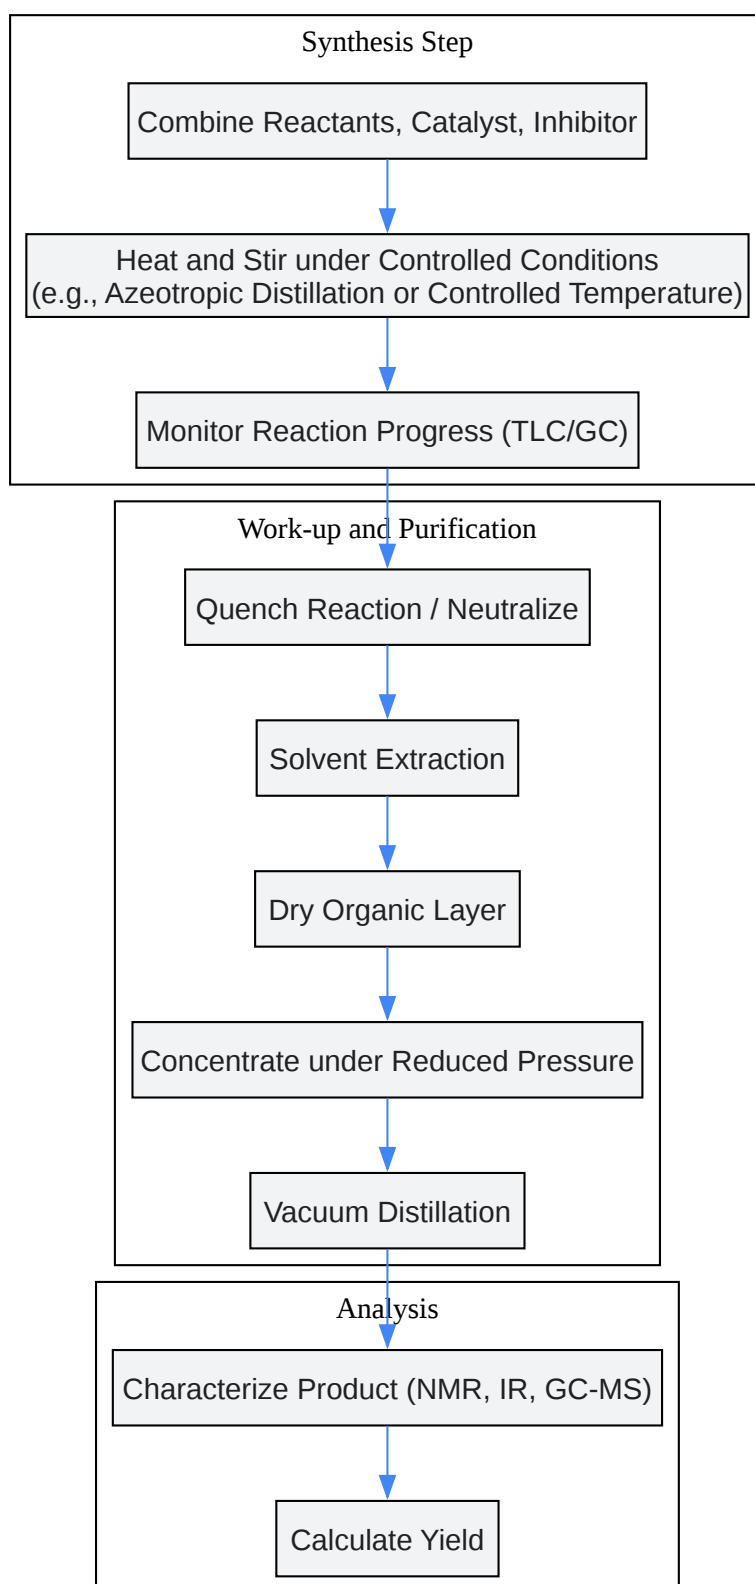 Synthesis Step
Combine Reactants, Catalyst, Inhibitor
Heat and Stir under Controlled Conditions
(e.g., Azeotropic Distillation or Controlled Temperature)
Monitor Reaction Progress (TLC/GC)
Work-up and Purification
Quench Reaction / Neutralize
Solvent Extraction
Dry Organic Layer
Concentrate under Reduced Pressure
Vacuum Distillation
Analysis
Characterize Product (NMR, IR, GC-MS)
Calculate Yield